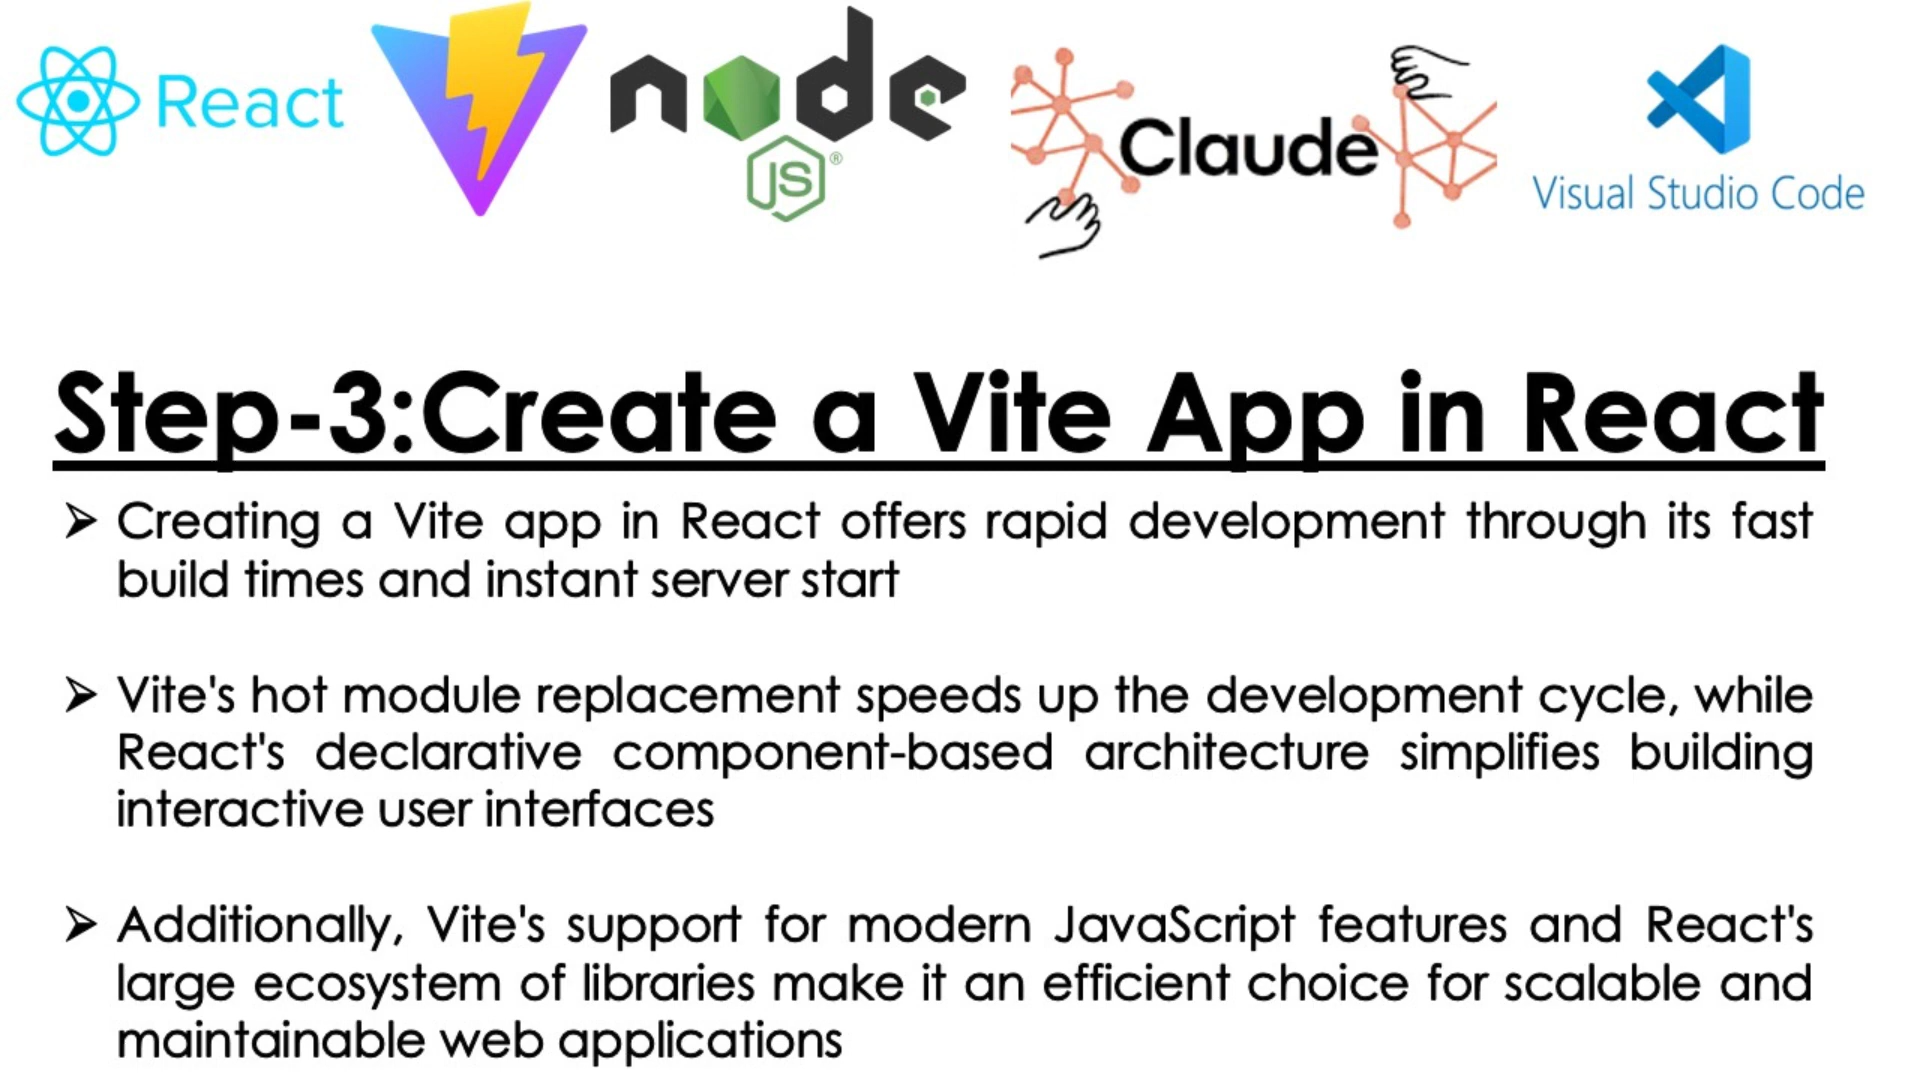 React
node
JS®
Claude
Visual Studio Code
Step-3:Create a Vite App in React
➤ Creating a Vite app in React offers rapid development through its fast
build times and instant server start
➤ Vite's hot module replacement speeds up the development cycle, while
React's declarative component-based architecture simplifies building
interactive user interfaces
➤ Additionally, Vite's support for modern JavaScript features and React's
large ecosystem of libraries make it an efficient choice for scalable and
maintainable web applications